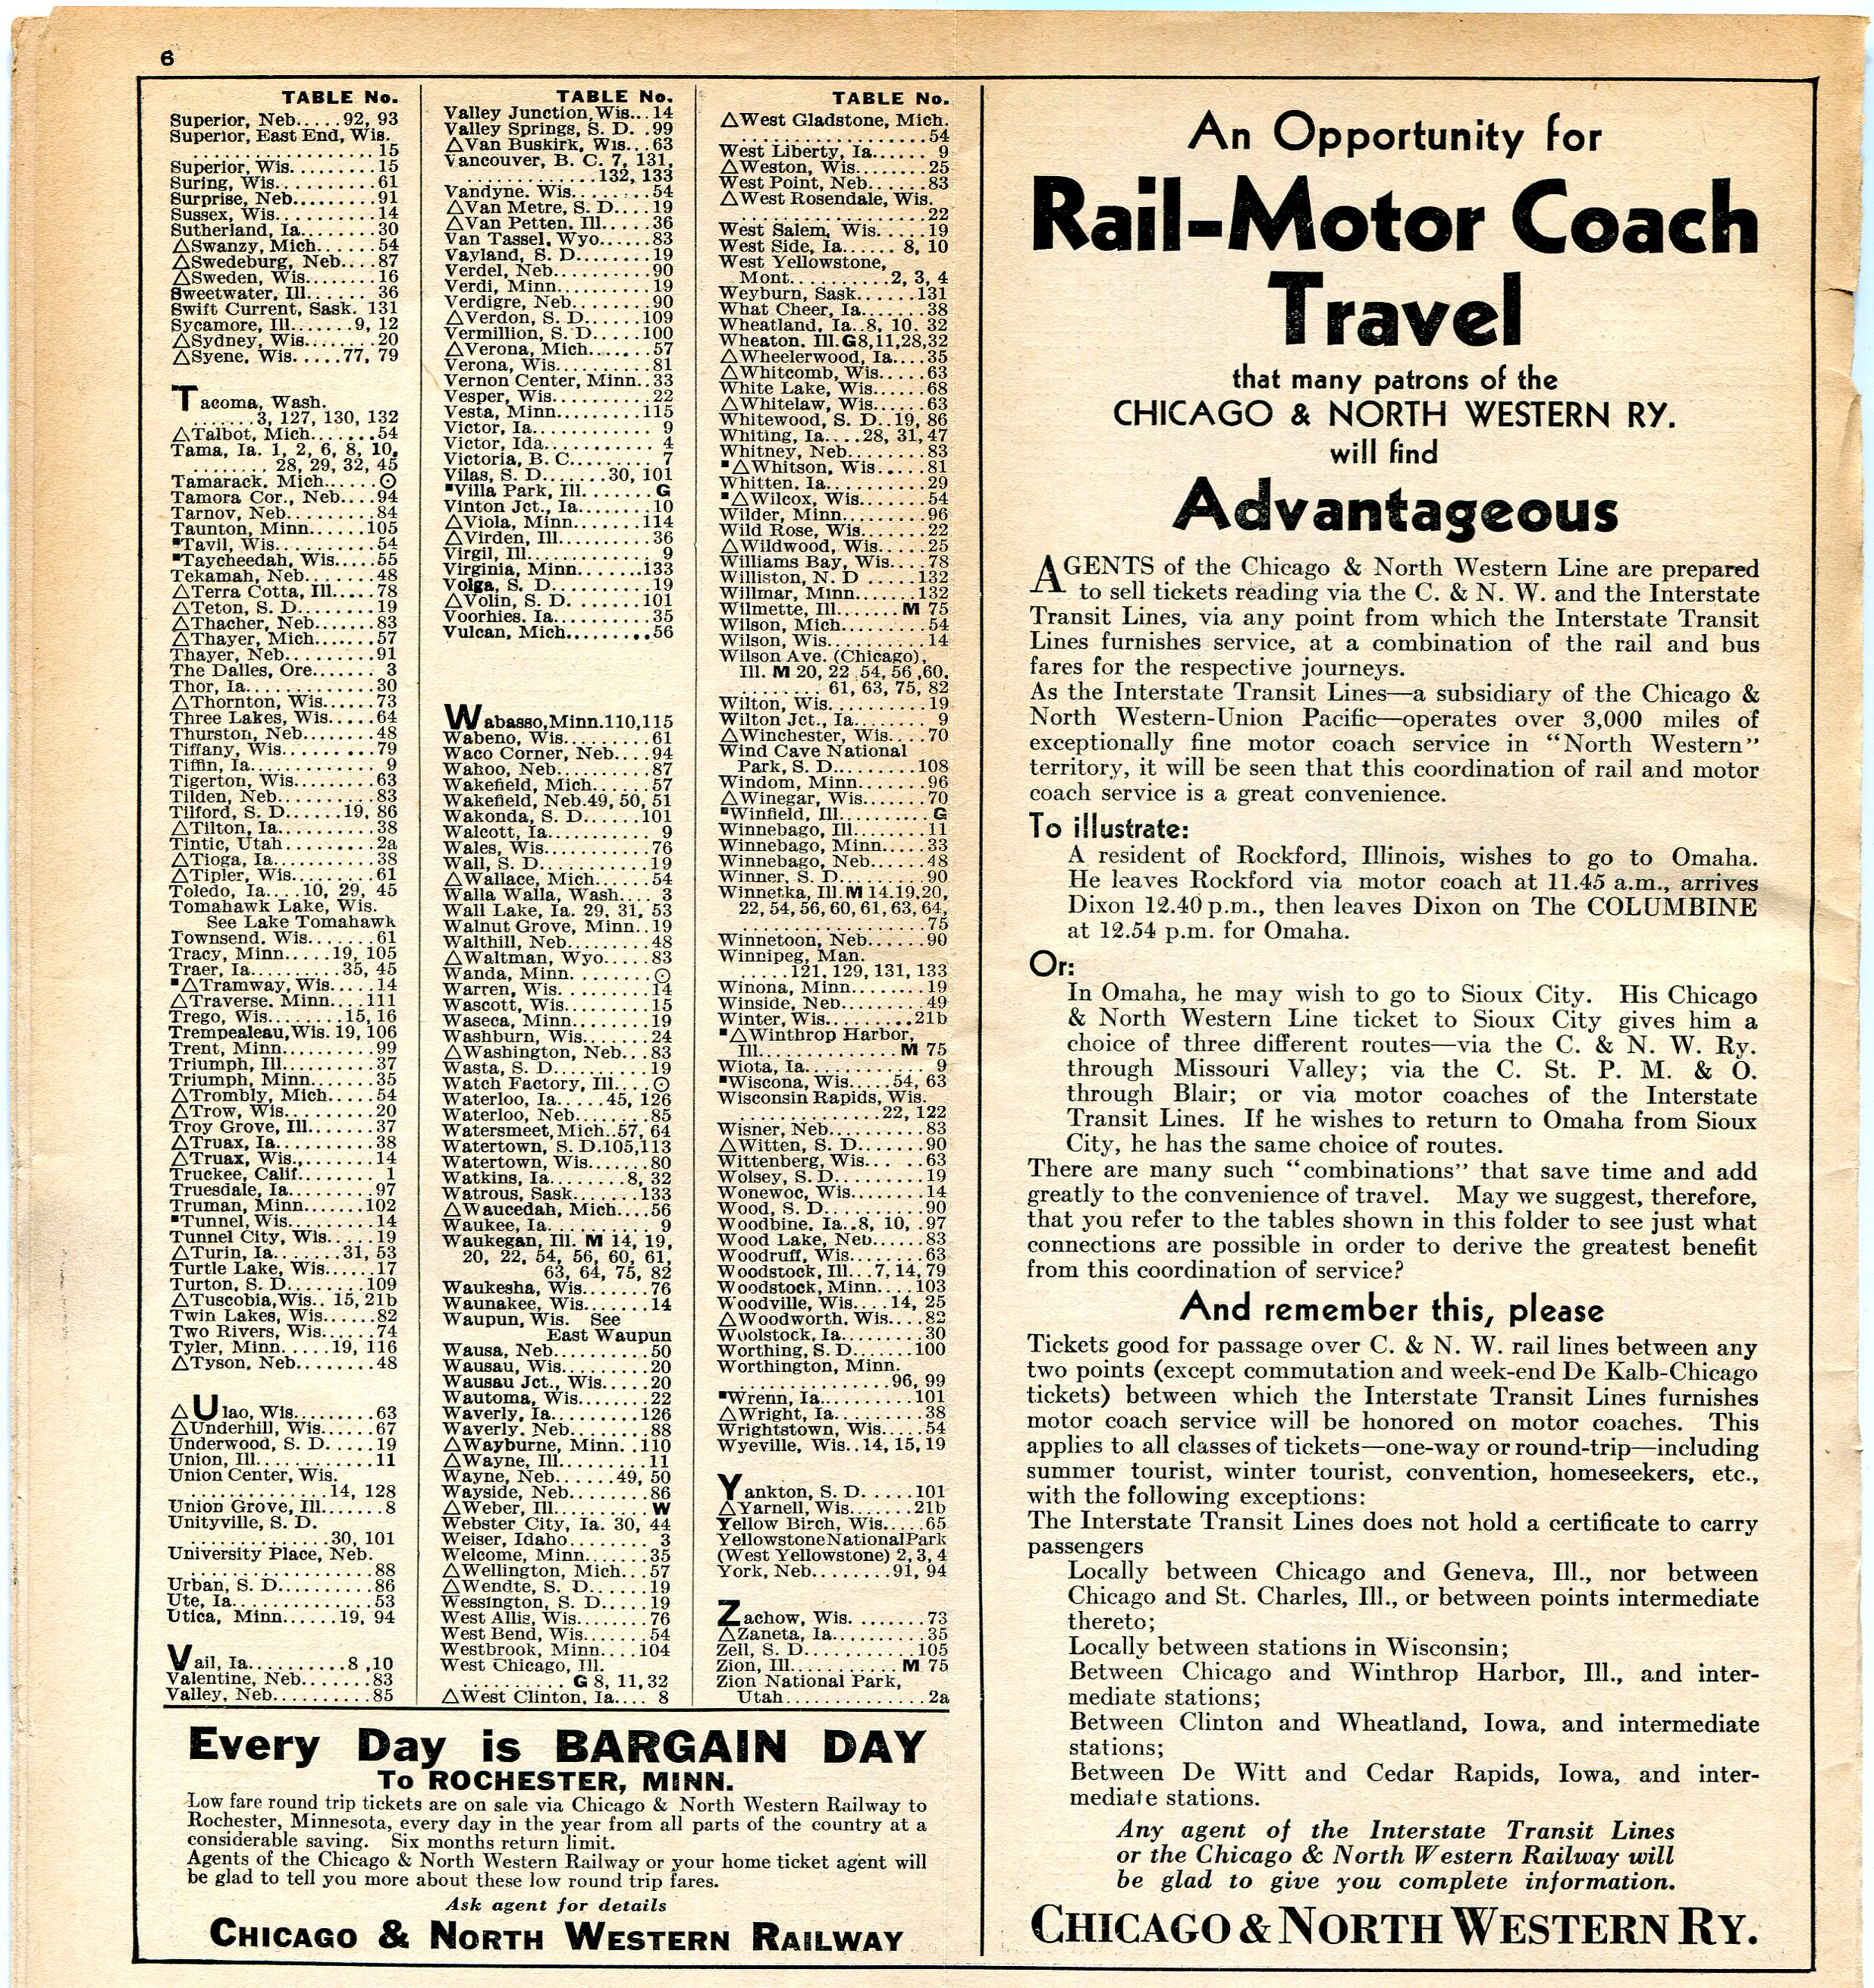 6
TABLE No.
Superior, Neb.....92, 93
Superior, East End, Wis.
....................15
Superior, Wis.........15
Suring, Wis..........61
Surprise, Neb.........91
Sussex, Wis..........14
Sutherland, Ia........30
△Swanzy, Mich......54
△Swedeburg, Neb....87
△Sweden, Wis.......16
Sweetwater, Ill...... 36
Swift Current, Sask. 131
Sycamore, Ill.......9, 12
△Sydney, Wis.......20
△Syene, Wis.....77, 79
Tacoma, Wash.
.......3, 127, 130, 132
△Talbot, Mich.......54
Tama, Ia. 1, 2, 6, 8, 10,
........ 28, 29, 32, 45
Tamarack, Mich.....⊙
Tamora Cor., Neb....94
Tarnov, Neb.........84
Taunton, Minn......105
▪Tavil, Wis...........54
▪Taycheedah, Wis.....55
Tekamah, Neb.......48
△Terra Cotta, Ill.....78
△Teton, S. D........19
△Thacher, Neb......83
△Thayer, Mich......57
Thayer, Neb.........91
The Dalles, Ore...... 3
Thor, Ia.............30
△Thornton, Wis.....73
Three Lakes, Wis.....64
Thurston, Neb.......48
Tiffany, Wis.........79
Tiffin, Ia............ 9
Tigerton, Wis........63
Tilden, Neb..........83
Tilford, S. D......19, 86
△Tilton, Ia..........38
Tintic, Utah.........2a
△Tioga, Ia..........38
△Tipler, Wis.........61
Toledo, Ia....10, 29, 45
Tomahawk Lake, Wis.
See Lake Tomahawk
Townsend, Wis.......61
Tracy, Minn.....19, 105
Traer, Ia.........35, 45
▪△Tramway, Wis.....14
△Traverse, Minn....111
Trego, Wis.......15, 16
Trempealeau, Wis. 19, 106
Trent, Minn..........99
Triumph, Ill..........37
Triumph, Minn.......35
△Trombly, Mich.....54
△Trow, Wis.........20
Troy Grove, Ill.......37
△Truax, Ia..........38
△Truax, Wis.........14
Truckee, Calif........ 1
Truesdale, Ia.........97
Truman, Minn......102
▪Tunnel, Wis.........14
Tunnel City, Wis.....19
△Turin, Ia.......31, 53
Turtle Lake, Wis.....17
Turton, S. D........109
△Tuscobia, Wis.. 15, 21b
Twin Lakes, Wis.....82
Two Rivers, Wis.....74
Tyler, Minn.....19, 116
△Tyson, Neb........48
△Ulao, Wis.........63
△Underhill, Wis.....67
Underwood, S. D.....19
Union, Ill............11
Union Center, Wis.
................14, 128
Union Grove, Ill......8
Unityville, S. D.
................30, 101
University Place, Neb.
....................88
Urban, S. D.........86
Ute, Ia..............53
Utica, Minn......19, 94
Vail, Ia..........8 ,10
Valentine, Neb.......83
Valley, Neb.........85
TABLE No.
Valley Junction, Wis...14
Valley Springs, S. D. .99
△Van Buskirk, Wis...63
Vancouver, B. C. 7, 131,
.............132, 133
Vandyne, Wis........54
△Van Metre, S. D....19
△Van Petten, Ill.....36
Van Tassel, Wyo......83
Vayland, S. D........19
Verdel, Neb..........90
Verdi, Minn..........19
Verdigre, Neb........90
△Verdon, S. D......109
Vermillion, S. D.....100
△Verona, Mich......57
Verona, Wis.........81
Vernon Center, Minn..33
Vesper, Wis..........22
Vesta, Minn.........115
Victor, Ia............ 9
Victor, Ida........... 4
Victoria, B. C........ 7
Vilas, S. D.......30, 101
▪Villa Park, Ill....... G
Vinton Jct., Ia.......10
△Viola, Minn.......114
△Virden, Ill.........36
Virgil, Ill............ 9
Virginia, Minn......133
Volga, S. D..........19
△Volin, S. D........101
Voorhies, Ia.........35
Vulcan, Mich........56
Wabasso, Minn. 110, 115
Wabeno, Wis........61
Waco Corner, Neb....94
Wahoo, Neb.........87
Wakefield, Mich......57
Wakefield, Neb. 49, 50, 51
Wakonda, S. D......101
Walcott, Ia.......... 9
Wales, Wis..........76
Wall, S. D...........19
△Wallace, Mich......54
Walla Walla, Wash.... 3
Wall Lake, Ia. 29, 31, 53
Walnut Grove, Minn..19
Walthill, Neb........48
△Waltman, Wyo.....83
Wanda, Minn. .......⊙
Warren, Wis.........14
Wascott, Wis........15
Waseca, Minn.......19
Washburn, Wis......24
△Washington, Neb...83
Wasta, S. D..........19
Watch Factory, Ill....⊙
Waterloo, Ia.....45, 126
Waterloo, Neb.......85
Watersmeet, Mich..57, 64
Watertown, S. D. 105, 113
Watertown, Wis......80
Watkins, Ia........8, 32
Watrous, Sask.......133
△Waucedah, Mich....56
Waukee, Ia.......... 9
Waukegan, Ill. M 14, 19,
20, 22, 54, 56, 60, 61,
63, 64, 75, 82
Waukesha, Wis......76
Waunakee, Wis......14
Waupun, Wis. See
East Waupun
Wausa, Neb.........50
Wausau, Wis........20
Wausau Jct., Wis.....20
Wautoma, Wis.......22
Waverly, Ia.........126
Waverly, Neb........88
△Wayburne, Minn. .110
△Wayne, Ill.........11
Wayne, Neb......49, 50
Wayside, Neb........86
△Weber, Ill..........W
Webster City, Ia. 30, 44
Weiser, Idaho........ 3
Welcome, Minn......35
△Wellington, Mich...57
△Wendte, S. D......19
Wessington, S. D.....19
West Allis, Wis......76
West Bend, Wis......54
Westbrook, Minn....104
West Chicago, Ill.
............G 8, 11, 32
△West Clinton, Ia.... 8
TABLE No.
△West Gladstone, Mich.
....................54
West Liberty, Ia...... 9
△Weston, Wis.......25
West Point, Neb......83
△West Rosendale, Wis.
....................22
West Salem, Wis.....19
West Side, Ia...... 8, 10
West Yellowstone,
Mont..........2, 3, 4
Weyburn, Sask......131
What Cheer, Ia......38
Wheatland, Ia..8, 10, 32
Wheaton, Ill. G 8, 11, 28, 32
△Wheelerwood, Ia....35
△Whitcomb, Wis.....63
White Lake, Wis.....68
△Whitelaw, Wis......63
Whitewood, S. D..19, 86
Whiting, Ia....28, 31, 47
Whitney, Neb........83
▪△Whitson, Wis.....81
Whitten, Ia..........29
▪△Wilcox, Wis.......54
Wilder, Minn........96
Wild Rose, Wis......22
△Wildwood, Wis.....25
Williams Bay, Wis....78
Williston, N. D .....132
Willmar, Minn......132
Wilmette, Ill.......M 75
Wilson, Mich........54
Wilson, Wis.........14
Wilson Ave. (Chicago),
Ill. M 20, 22 ,54, 56 ,60,
........ 61, 63, 75, 82
Wilton, Wis.........19
Wilton Jct., Ia....... 9
△Winchester, Wis....70
Wind Cave National
Park, S. D.........108
Windom, Minn......96
△Winegar, Wis.......70
▪Winfield, Ill..........G
Winnebago, Ill.......11
Winnebago, Minn....33
Winnebago, Neb.....48
Winner, S. D.........90
Winnetka, Ill. M 14, 19, 20,
22, 54, 56, 60, 61, 63, 64,
....................75
Winnetoon, Neb......90
Winnipeg, Man.
.....121, 129, 131, 133
Winona, Minn.......19
Winside, Neb........49
Winter, Wis.........21b
▪△Winthrop Harbor,
Ill..............M 75
Wiota, Ia............ 9
▪Wiscona, Wis.....54, 63
Wisconsin Rapids, Wis.
................22, 122
Wisner, Neb.........83
△Witten, S. D.......90
Wittenberg, Wis... ..63
Wolsey, S. D.........19
Wonewoc, Wis.......14
Wood, S. D..........90
Woodbine, Ia..8, 10, .97
Wood Lake, Neb.....83
Woodruff, Wis.......63
Woodstock, Ill...7, 14, 79
Woodstock, Minn....103
Woodville, Wis....14, 25
△Woodworth, Wis....82
Woolstock, Ia........30
Worthing, S. D......100
Worthington, Minn.
................96, 99
▪Wrenn, Ia..........101
△Wright, Ia..........38
Wrightstown, Wis....54
Wyeville, Wis..14, 15, 19
Yankton, S. D. ....101
△Yarnell, Wis.......21b
Yellow Birch, Wis....65
Yellowstone National Park
(West Yellowstone) 2, 3, 4
York, Neb.......91, 94
Zachow, Wis. .......73
△Zaneta, Ia.........35
Zell, S. D..........105
Zion, Ill..........M 75
Zion National Park,
Utah..............2a
Every Day is BARGAIN DAY
To ROCHESTER, MINN.
Low fare round trip tickets are on sale via Chicago & North Western Railway to
Rochester, Minnesota, every day in the year from all parts of the country at a
considerable saving. Six months return limit.
Agents of the Chicago & North Western Railway or your home ticket agent will
be glad to tell you more about these low round trip fares.
Ask agent for details
CHICAGO & NORTH WESTERN RAILWAY
An Opportunity for
Rail-Motor Coach
Travel
that many patrons of the
CHICAGO & NORTH WESTERN RY.
will find
Advantageous
AGENTS of the Chicago & North Western Line are prepared
to sell tickets reading via the C. & N. W. and the Interstate
Transit Lines, via any point from which the Interstate Transit
Lines furnishes service, at a combination of the rail and bus
fares for the respective journeys.
As the Interstate Transit Lines—a subsidiary of the Chicago &
North Western-Union Pacific—operates over 3,000 miles of
exceptionally fine motor coach service in "North Western"
territory, it will be seen that this coordination of rail and motor
coach service is a great convenience.
To illustrate:
A resident of Rockford, Illinois, wishes to go to Omaha.
He leaves Rockford via motor coach at 11.45 a.m., arrives
Dixon 12.40 p.m., then leaves Dixon on The COLUMBINE
at 12.54 p.m. for Omaha.
Or:
In Omaha, he may wish to go to Sioux City. His Chicago
& North Western Line ticket to Sioux City gives him a
choice of three different routes—via the C. & N. W. Ry.
through Missouri Valley; via the C. St. P. M. & O.
through Blair; or via motor coaches of the Interstate
Transit Lines. If he wishes to return to Omaha from Sioux
City, he has the same choice of routes.
There are many such "combinations" that save time and add
greatly to the convenience of travel. May we suggest, therefore,
that you refer to the tables shown in this folder to see just what
connections are possible in order to derive the greatest benefit
from this coordination of service?
And remember this, please
Tickets good for passage over C. & N. W. rail lines between any
two points (except commutation and week-end De Kalb-Chicago
tickets) between which the Interstate Transit Lines furnishes
motor coach service will be honored on motor coaches. This
applies to all classes of tickets—one-way or round-trip—including
summer tourist, winter tourist, convention, homeseekers, etc.,
with the following exceptions:
The Interstate Transit Lines does not hold a certificate to carry
passengers
Locally between Chicago and Geneva, Ill., nor between
Chicago and St. Charles, Ill., or between points intermediate
thereto;
Locally between stations in Wisconsin;
Between Chicago and Winthrop Harbor, Ill., and inter-
mediate stations;
Between Clinton and Wheatland, Iowa, and intermediate
stations;
Between De Witt and Cedar Rapids, Iowa, and inter-
mediate stations.
Any agent of the Interstate Transit Lines
or the Chicago & North Western Railway will
be glad to give you complete information.
CHICAGO & NORTH WESTERN RY.